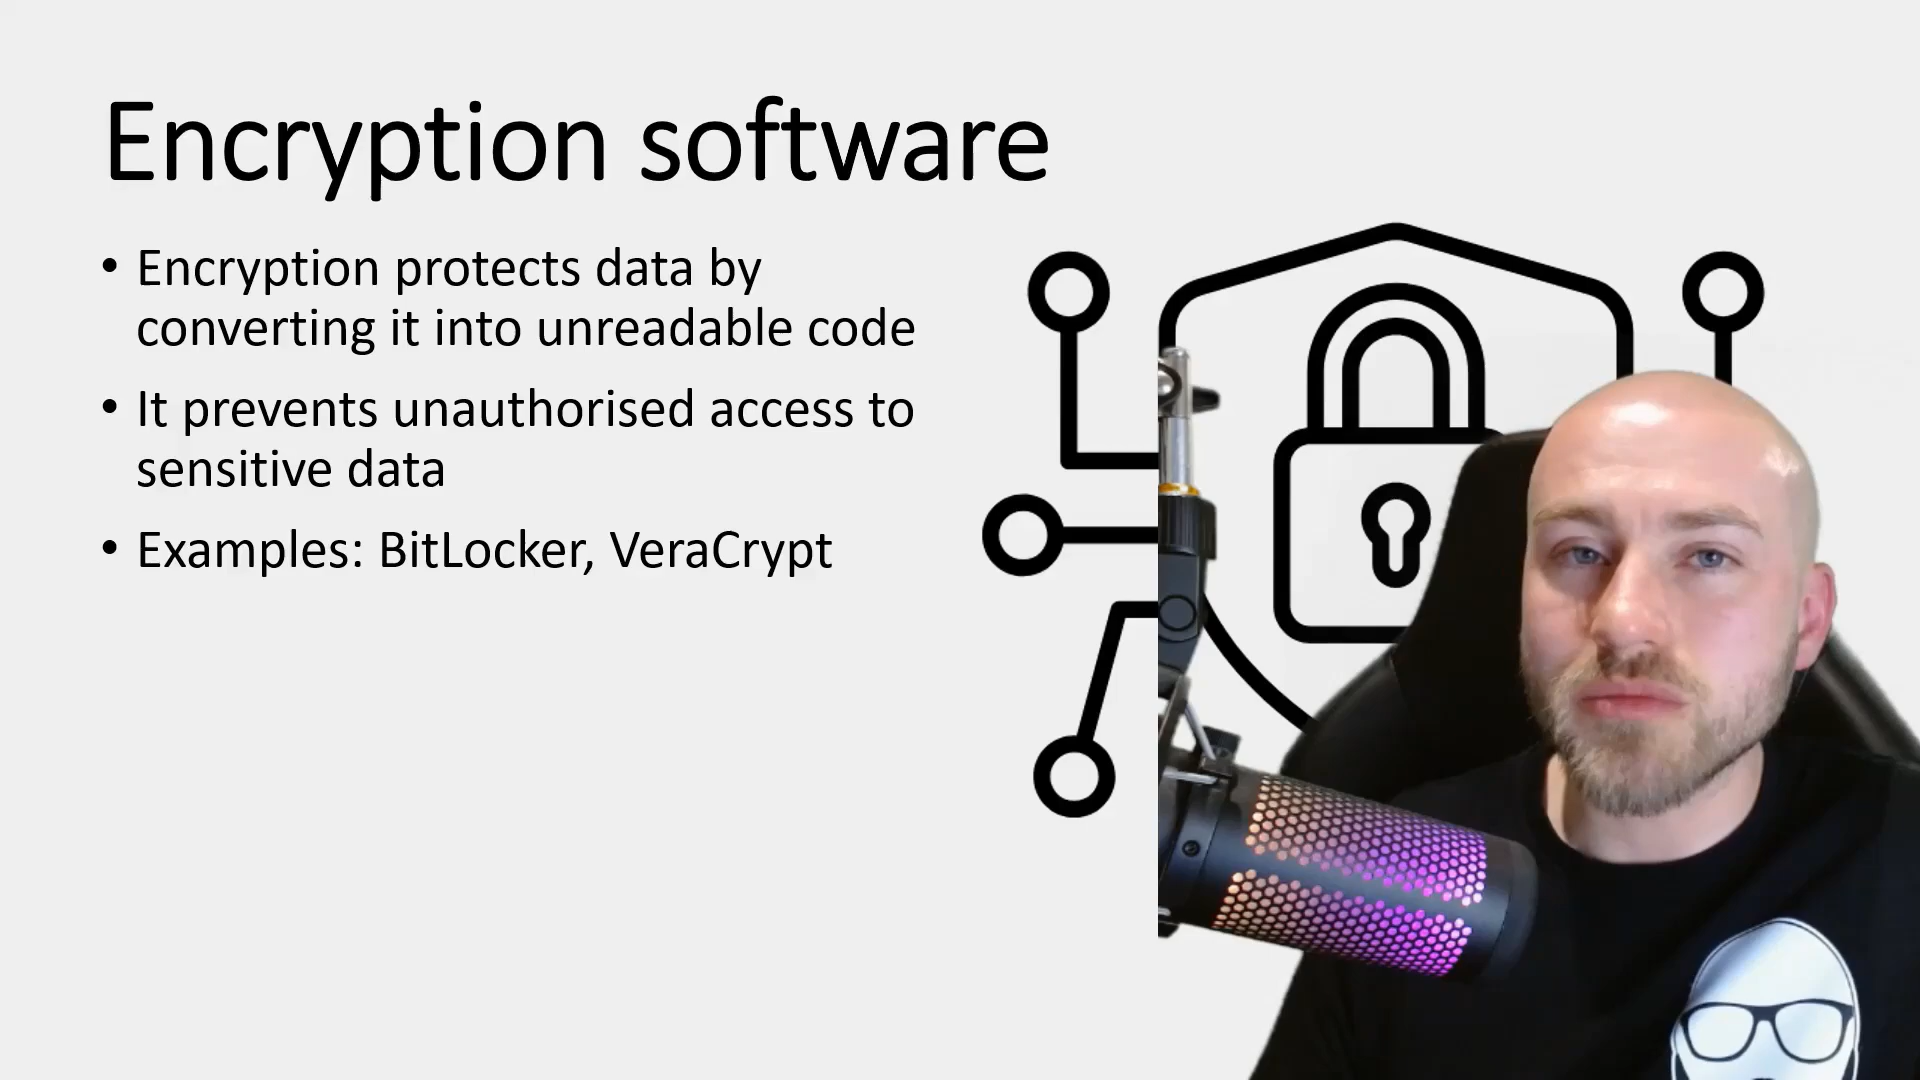 Encryption software
• Encryption protects data by
converting it into unreadable code
• It prevents unauthorised access to
sensitive data
• Examples: BitLocker, VeraCrypt